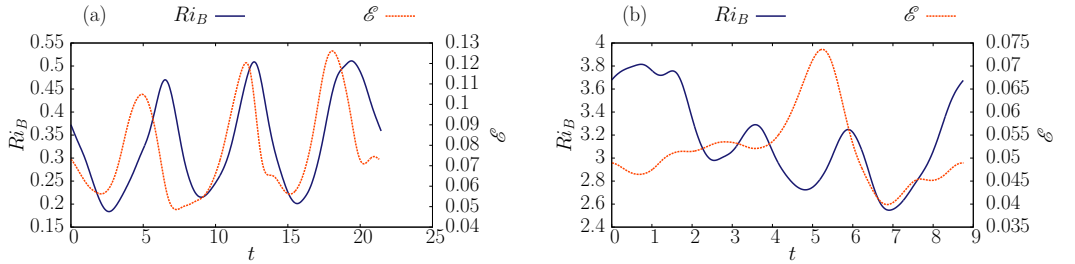 (a) Ri_B ℰ
0.55 0.13
0.5 0.12
0.45 0.11
0.4 0.1
0.35 0.09
0.3 0.08
0.25 0.07
0.2 0.06
0.15 0.05
0.04
Ri_B
ℰ
0 5 10 15 20 25
t
(b) Ri_B ℰ
4 0.075
3.8 0.07
3.6 0.065
3.4 0.06
3.2 0.055
3 0.05
2.8 0.045
2.6 0.04
2.4 0.035
Ri_B
ℰ
0 1 2 3 4 5 6 7 8 9
t